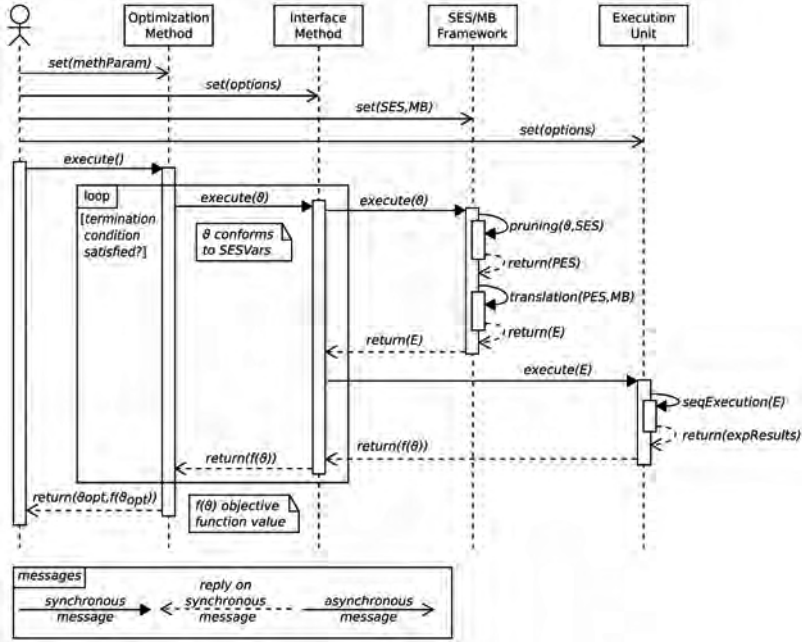 Optimization
Method
Interface
Method
SES/MB
Framework
Execution
Unit
set(methParam)
set(options)
set(SES,MB)
set(options)
execute()
loop
[termination
condition
satisfied?]
execute(θ)
execute(θ)
θ conforms
to SESVars
pruning(θ,SES)
return(PES)
translation(PES,MB)
return(E)
return(E)
execute(E)
seqExecution(E)
return(expResults)
return(f(θ))
return(f(θ))
return(θopt,f(θopt))
f(θ) objective
function value
messages
synchronous
message
reply on
synchronous
message
asynchronous
message